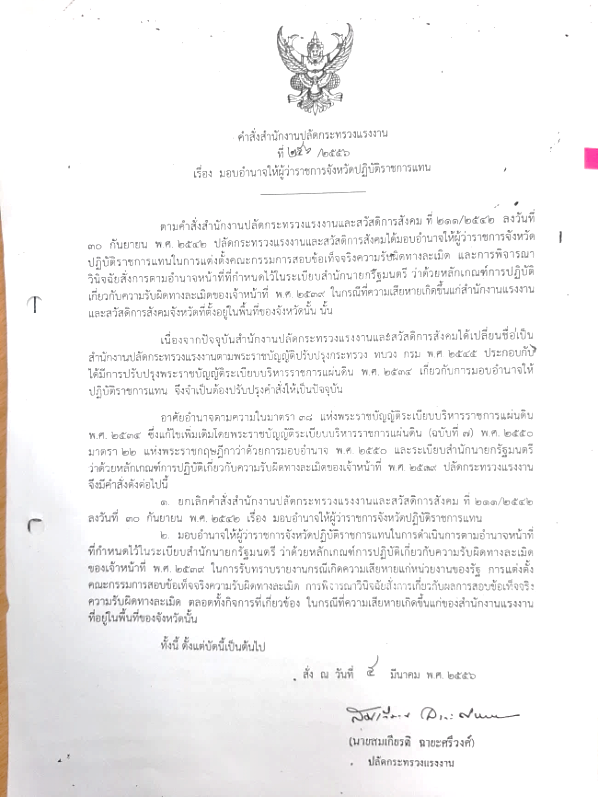 คำสั่งสำนักงานปลัดกระทรวงแรงงาน
ที่ ๒๕๖ /๒๕๕๖
เรื่อง มอบอำนาจให้ผู้ว่าราชการจังหวัดปฏิบัติราชการแทน
ตามคำสั่งสำนักงานปลัดกระทรวงแรงงานและสวัสดิการสังคม ที่ ๒๑๑/๒๕๔๒ ลงวันที่
๓๐ กันยายน พ.ศ. ๒๕๔๒ ปลัดกระทรวงแรงงานและสวัสดิการสังคมได้มอบอำนาจให้ผู้ว่าราชการจังหวัด
ปฏิบัติราชการแทนในการแต่งตั้งคณะกรรมการสอบข้อเท็จจริงความรับผิดทางละเมิด และการพิจารณา
วินิจฉัยสั่งการตามอำนาจหน้าที่ที่กำหนดไว้ในระเบียบสำนักนายกรัฐมนตรี ว่าด้วยหลักเกณฑ์การปฏิบัติ
เกี่ยวกับความรับผิดทางละเมิดของเจ้าหน้าที่ พ.ศ. ๒๕๓๙ ในกรณีที่ความเสียหายเกิดขึ้นแก่สำนักงานแรงงาน
และสวัสดิการสังคมจังหวัดที่ตั้งอยู่ในพื้นที่ของจังหวัดนั้น นั้น
เนื่องจากปัจจุบันสำนักงานปลัดกระทรวงแรงงานและสวัสดิการสังคมได้เปลี่ยนชื่อเป็น
สำนักงานปลัดกระทรวงแรงงานตามพระราชบัญญัติปรับปรุงกระทรวง ทบวง กรม พ.ศ. ๒๕๔๕ ประกอบกับ
ได้มีการปรับปรุงพระราชบัญญัติระเบียบบริหารราชการแผ่นดิน พ.ศ. ๒๕๓๔ เกี่ยวกับการมอบอำนาจให้
ปฏิบัติราชการแทน จึงจำเป็นต้องปรับปรุงคำสั่งให้เป็นปัจจุบัน
อาศัยอำนาจตามความในมาตรา ๓๘ แห่งพระราชบัญญัติระเบียบบริหารราชการแผ่นดิน
พ.ศ. ๒๕๓๔ ซึ่งแก้ไขเพิ่มเติมโดยพระราชบัญญัติระเบียบบริหารราชการแผ่นดิน (ฉบับที่ ๗) พ.ศ. ๒๕๕๐
มาตรา ๒๒ แห่งพระราชกฤษฎีกาว่าด้วยการมอบอำนาจ พ.ศ. ๒๕๕๐ และระเบียบสำนักนายกรัฐมนตรี
ว่าด้วยหลักเกณฑ์การปฏิบัติเกี่ยวกับความรับผิดทางละเมิดของเจ้าหน้าที่ พ.ศ. ๒๕๓๙ ปลัดกระทรวงแรงงาน
จึงมีคำสั่งดังต่อไปนี้
๑. ยกเลิกคำสั่งสำนักงานปลัดกระทรวงแรงงานและสวัสดิการสังคม ที่ ๒๑๑/๒๕๔๒
ลงวันที่ ๓๐ กันยายน พ.ศ. ๒๕๔๒ เรื่อง มอบอำนาจให้ผู้ว่าราชการจังหวัดปฏิบัติราชการแทน
๒. มอบอำนาจให้ผู้ว่าราชการจังหวัดปฏิบัติราชการแทนในการดำเนินการตามอำนาจหน้าที่
ที่กำหนดไว้ในระเบียบสำนักนายกรัฐมนตรี ว่าด้วยหลักเกณฑ์การปฏิบัติเกี่ยวกับความรับผิดทางละเมิด
ของเจ้าหน้าที่ พ.ศ. ๒๕๓๙ ในการรับทราบรายงานกรณีเกิดความเสียหายแก่หน่วยงานของรัฐ การแต่งตั้ง
คณะกรรมการสอบข้อเท็จจริงความรับผิดทางละเมิด การพิจารณาวินิจฉัยสั่งการเกี่ยวกับผลการสอบข้อเท็จจริง
ความรับผิดทางละเมิด ตลอดทั้งกิจการที่เกี่ยวข้อง ในกรณีที่ความเสียหายเกิดขึ้นแก่ของสำนักงานแรงงาน
ที่อยู่ในพื้นที่ของจังหวัดนั้น
ทั้งนี้ ตั้งแต่บัดนี้เป็นต้นไป
สั่ง ณ วันที่ ๕ มีนาคม พ.ศ. ๒๕๕๖
(นายสมเกียรติ ฉายะศรีวงศ์)
ปลัดกระทรวงแรงงาน